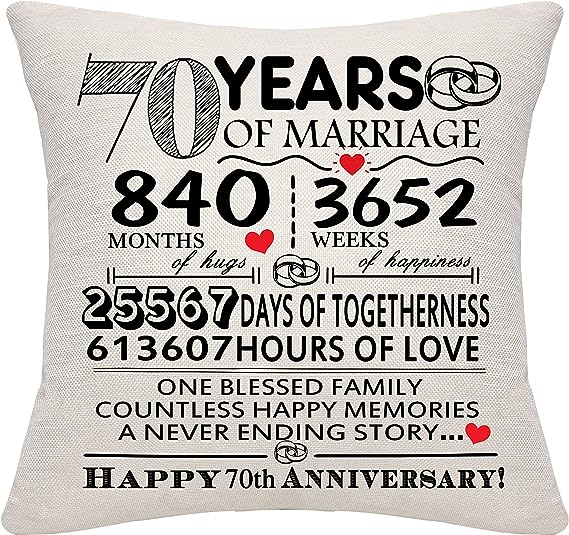 70 YEARS
OF MARRIAGE
840 3652
MONTHS WEEKS
of hugs of happiness
25567 DAYS OF TOGETHERNESS
613607 HOURS OF LOVE
ONE BLESSED FAMILY
COUNTLESS HAPPY MEMORIES
A NEVER ENDING STORY...
HAPPY 70th ANNIVERSARY!